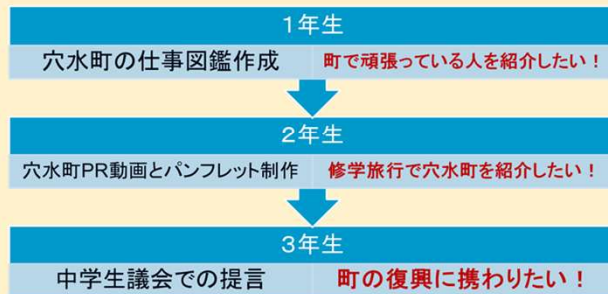 1年生
穴水町の仕事図鑑作成 町で頑張っている人を紹介したい！
2年生
穴水町PR動画とパンフレット制作 修学旅行で穴水町を紹介したい！
3年生
中学生議会での提言 町の復興に携わりたい！